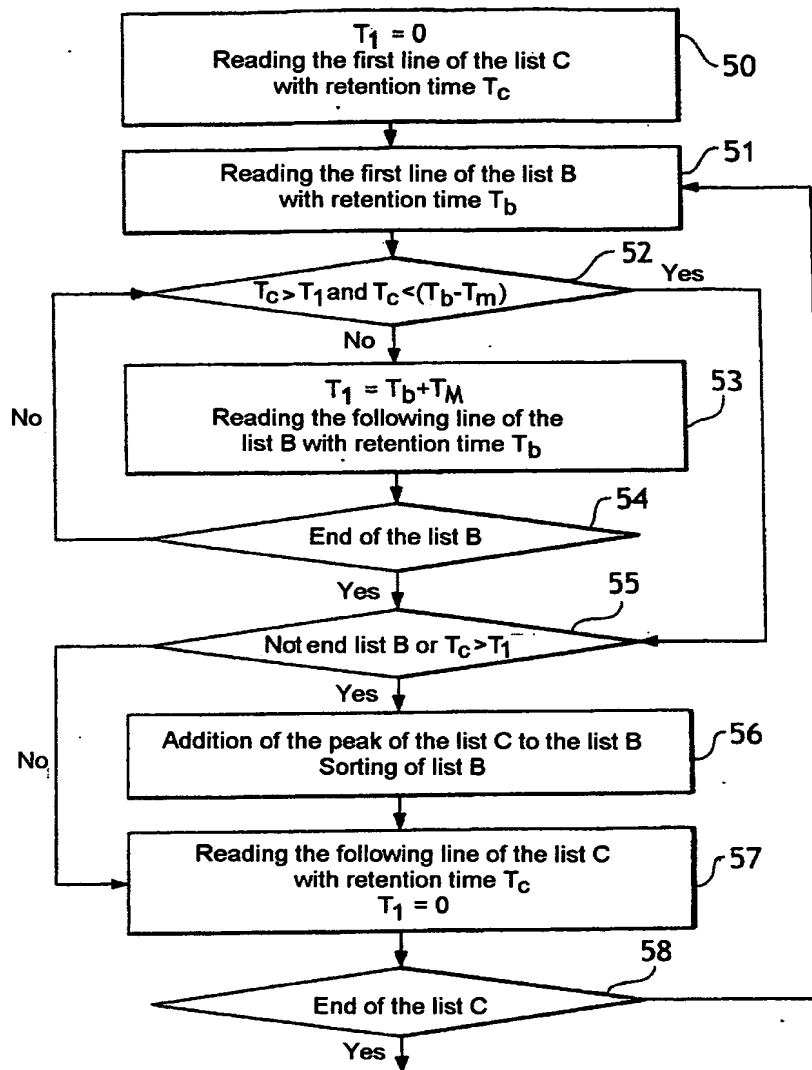 T1 = 0
Reading the first line of the list C
with retention time Tc
50
Reading the first line of the list B
with retention time Tb
51
52
Tc>T1 and Tc<(Tb-Tm)
Yes
No
T1 = Tb+TM
Reading the following line of the
list B with retention time Tb
53
No
54
End of the list B
Yes
55
Not end list B or Tc>T1
Yes
Addition of the peak of the list C to the list B
Sorting of list B
56
No
Reading the following line of the list C
with retention time Tc
T1 = 0
57
58
End of the list C
Yes